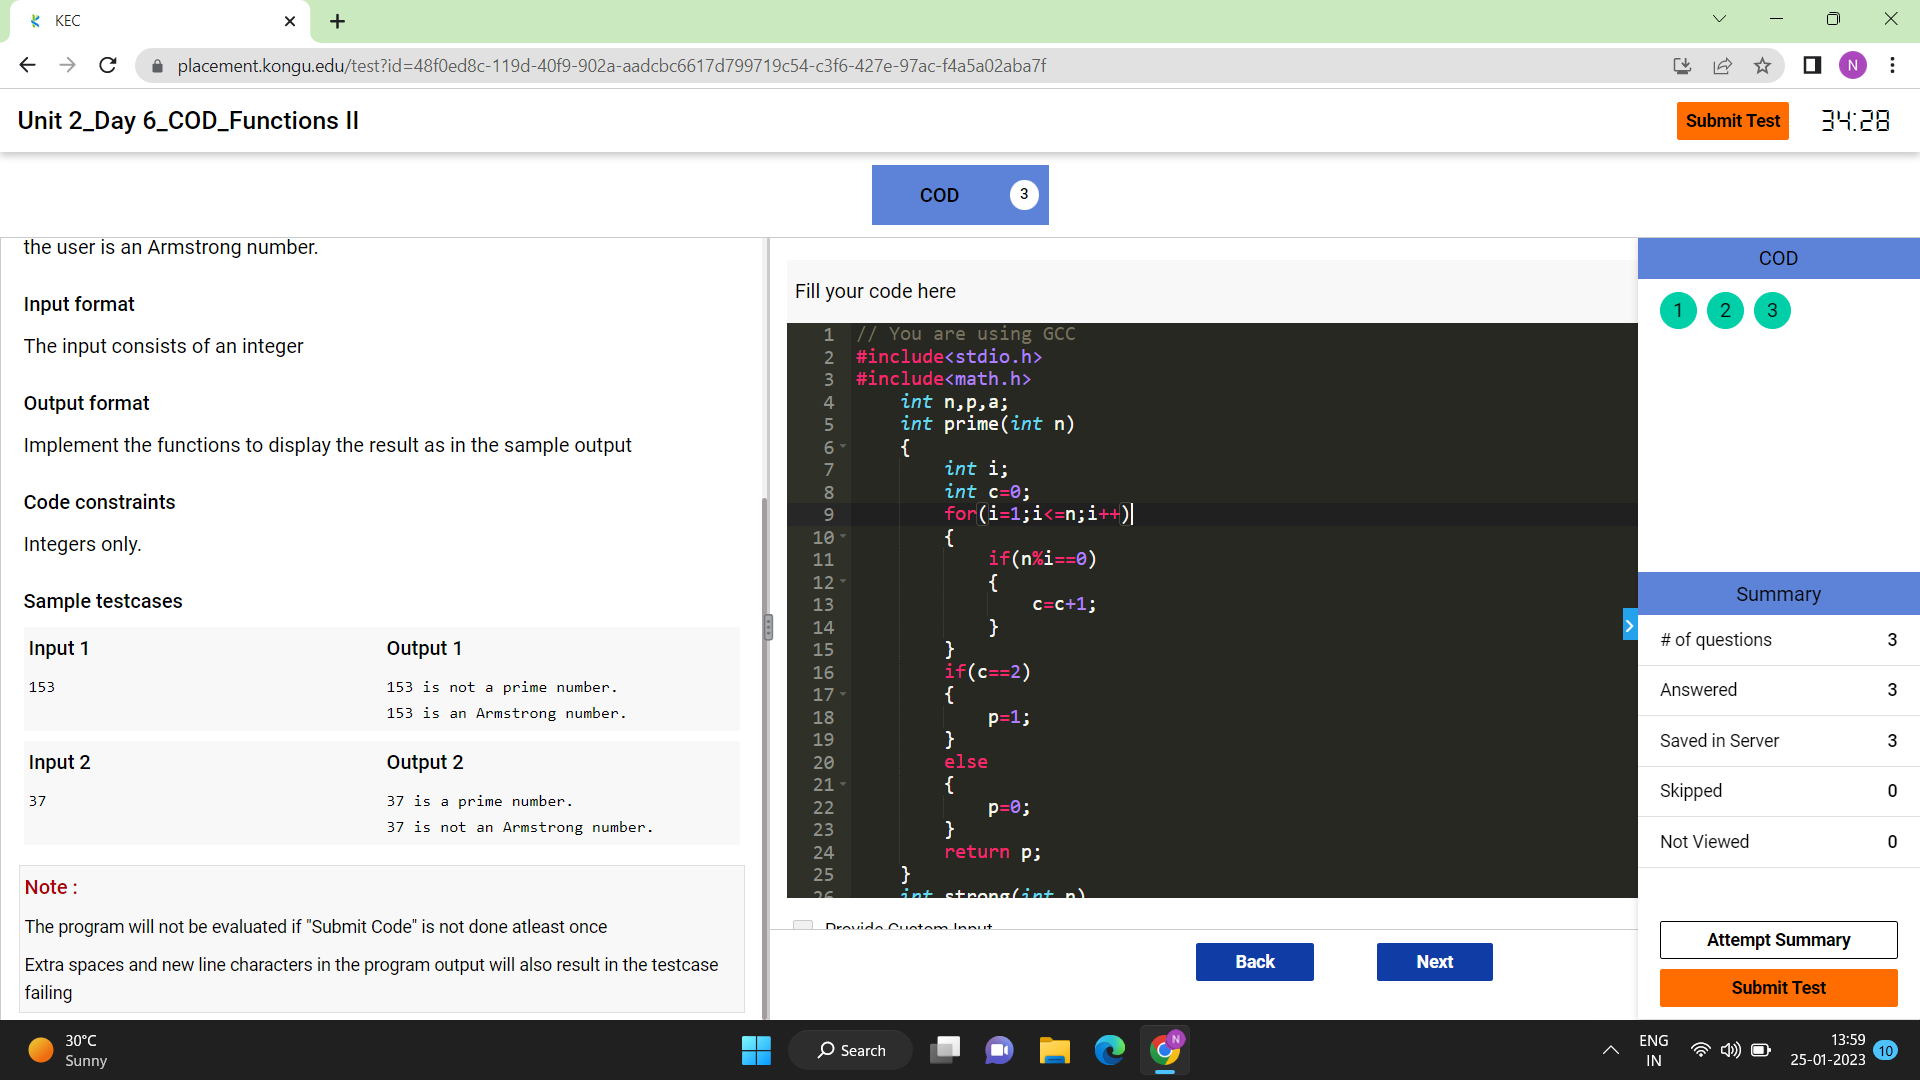 KEC
placement.kongu.edu/test?id=48f0ed8c-119d-40f9-902a-aadcbc6617d799719c54-c3f6-427e-97ac-f4a5a02aba7f
N
Unit 2_Day 6_COD_Functions II
Submit Test
34:28
COD
3
the user is an Armstrong number.
Input format
The input consists of an integer
Output format
Implement the functions to display the result as in the sample output
Code constraints
Integers only.
Sample testcases
Input 1
Output 1
153
153 is not a prime number.
153 is an Armstrong number.
Input 2
Output 2
37
37 is a prime number.
37 is not an Armstrong number.
Note :
The program will not be evaluated if "Submit Code" is not done atleast once
Extra spaces and new line characters in the program output will also result in the testcase
failing
Fill your code here
1 // You are using GCC
2 #include<stdio.h>
3 #include<math.h>
4 int n,p,a;
5 int prime(int n)
6 {
7 int i;
8 int c=0;
9 for(i=1;i<=n;i++)
10 {
11 if(n%i==0)
12 {
13 c=c+1;
14 }
15 }
16 if(c==2)
17 {
18 p=1;
19 }
20 else
21 {
22 p=0;
23 }
24 return p;
25 }
26 int strong(int n)
Provide Custom Input
Back
Next
COD
1 2 3
Summary
# of questions 3
Answered 3
Saved in Server 3
Skipped 0
Not Viewed 0
Attempt Summary
Submit Test
30°C
Sunny
Search
N
ENG
IN
13:59
25-01-2023
10